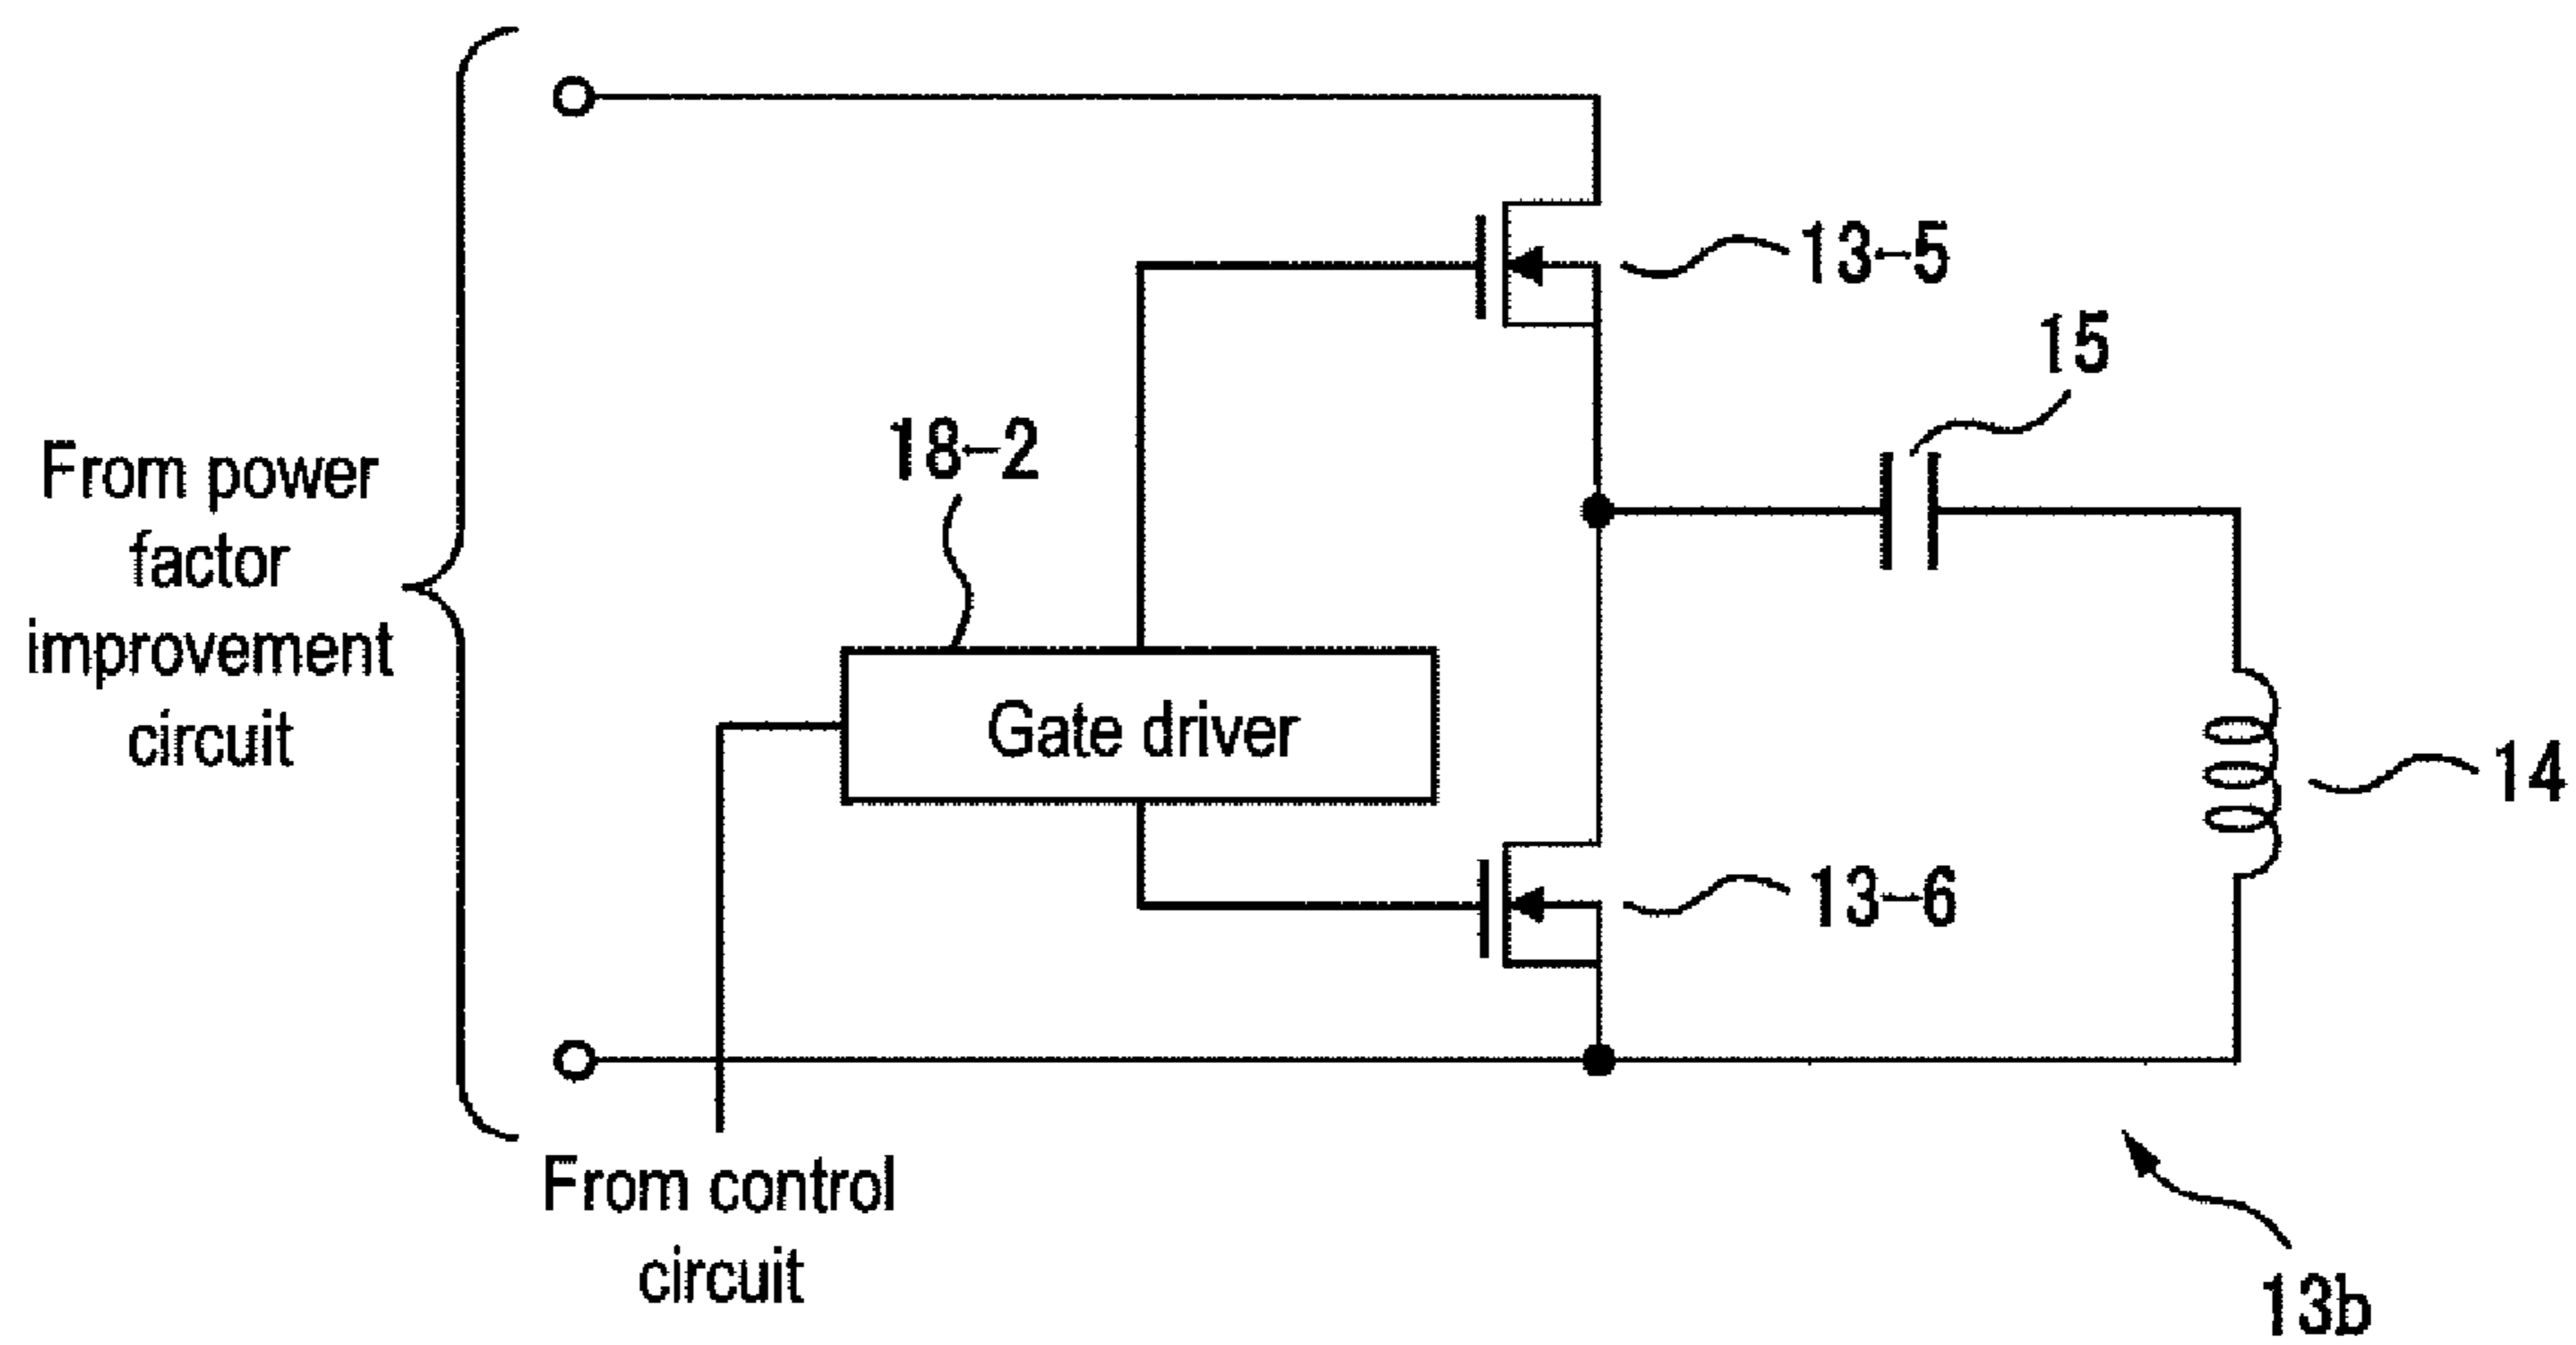 13-5
15
18-2
From power
factor
improvement
circuit
Gate driver
14
13-6
From control
circuit
13b